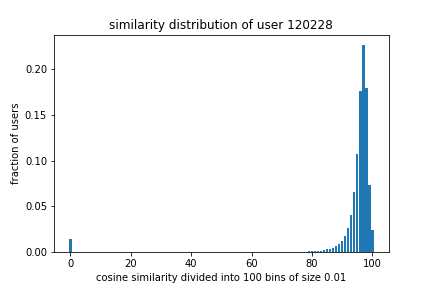 similarity distribution of user 120228
fraction of users
0.20
0.15
0.10
0.05
0.00
0 20 40 60 80 100
cosine similarity divided into 100 bins of size 0.01